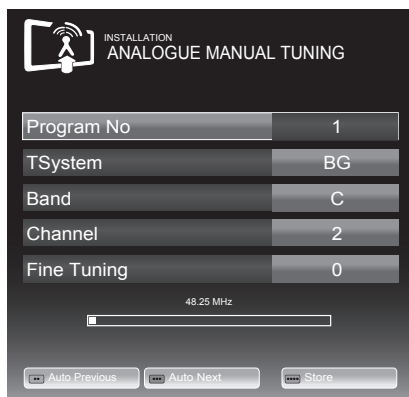 INSTALLATION
ANALOGUE MANUAL TUNING
Program No 1
TSystem BG
Band C
Channel 2
Fine Tuning 0
48.25 MHz
Auto Previous Auto Next Store